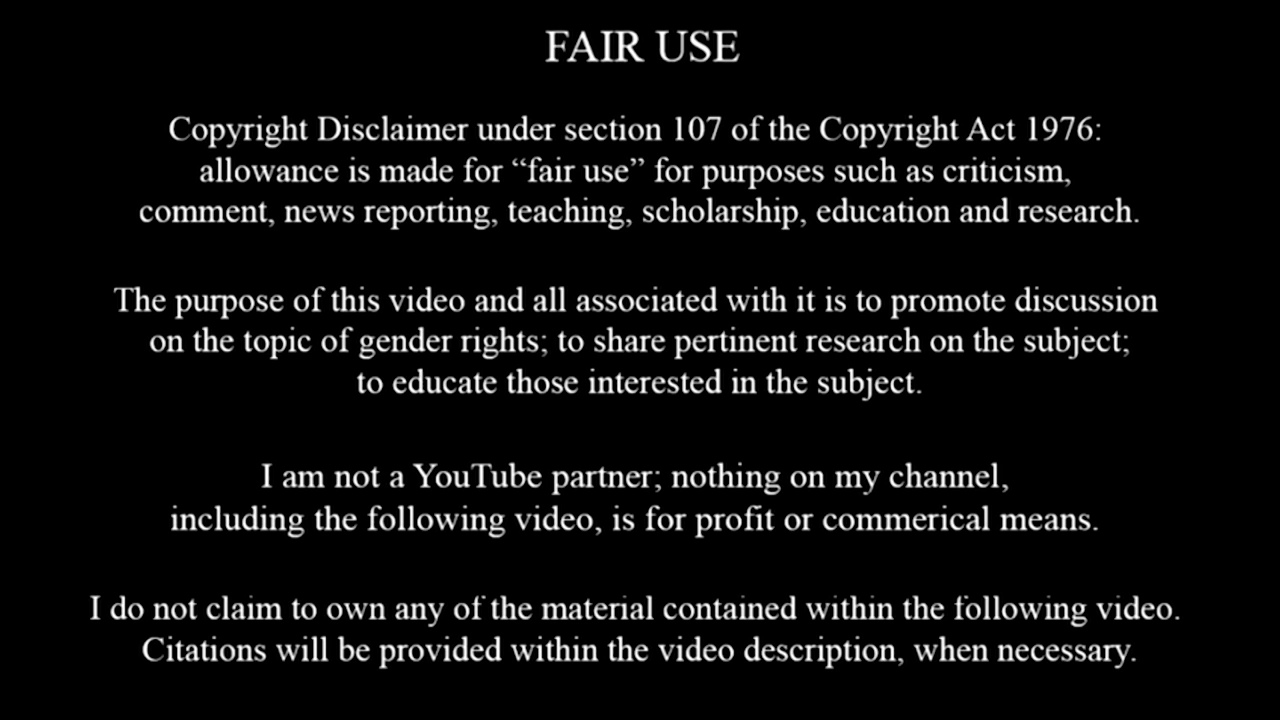 FAIR USE
Copyright Disclaimer under section 107 of the Copyright Act 1976:
allowance is made for “fair use” for purposes such as criticism,
comment, news reporting, teaching, scholarship, education and research.
The purpose of this video and all associated with it is to promote discussion
on the topic of gender rights; to share pertinent research on the subject;
to educate those interested in the subject.
I am not a YouTube partner; nothing on my channel,
including the following video, is for profit or commerical means.
I do not claim to own any of the material contained within the following video.
Citations will be provided within the video description, when necessary.